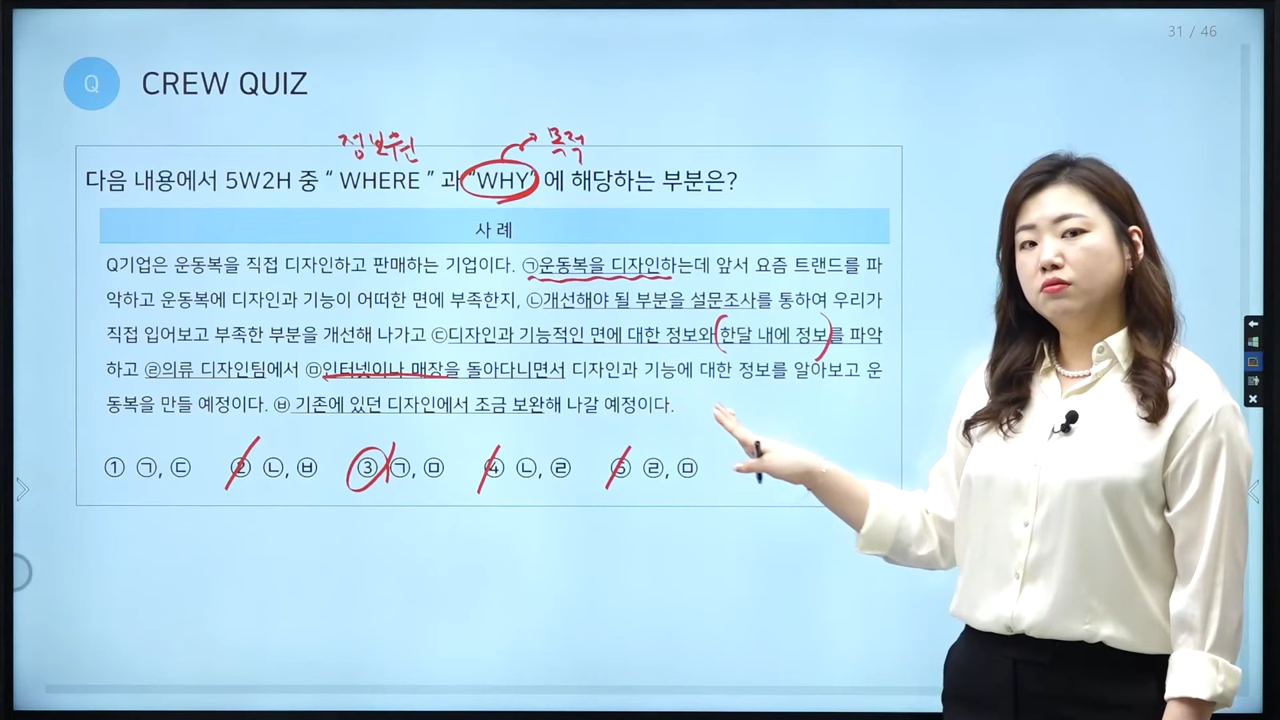 31 / 46
Q CREW QUIZ
정보원 목적
다음 내용에서 5W2H 중 “ WHERE ” 과 “WHY” 에 해당하는 부분은?
사 례
Q기업은 운동복을 직접 디자인하고 판매하는 기업이다. ㉠운동복을 디자인하는데 앞서 요즘 트랜드를 파
악하고 운동복에 디자인과 기능이 어떠한 면에 부족한지, ㉡개선해야 될 부분을 설문조사를 통하여 우리가
직접 입어보고 부족한 부분을 개선해 나가고 ㉢디자인과 기능적인 면에 대한 정보와 한달 내에 정보를 파악
하고 ㉣의류 디자인팀에서 ㉤인터넷이나 매장을 돌아다니면서 디자인과 기능에 대한 정보를 알아보고 운
동복을 만들 예정이다. ㉥ 기존에 있던 디자인에서 조금 보완해 나갈 예정이다.
① ㉠, ㉢ ② ㉡, ㉥ ③ ㉠, ㉤ ④ ㉡, ㉣ ⑤ ㉣, ㉤